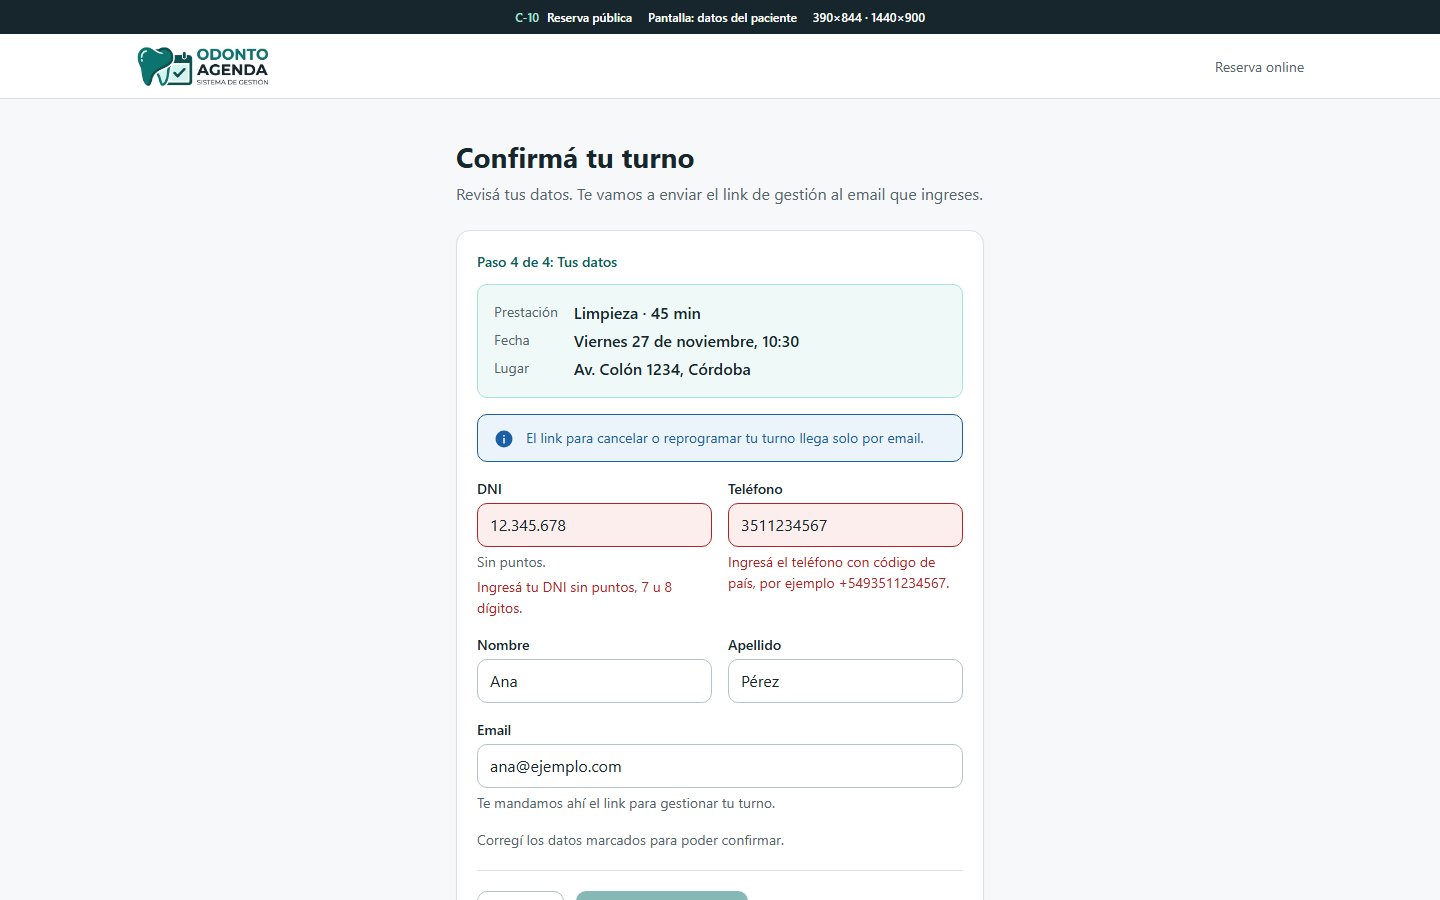 C-10 Reserva pública Pantalla: datos del paciente 390×844 · 1440×900
ODONTO
AGENDA
SISTEMA DE GESTIÓN
Reserva online
Confirmá tu turno
Revisá tus datos. Te vamos a enviar el link de gestión al email que ingreses.
Paso 4 de 4: Tus datos
Prestación Limpieza · 45 min
Fecha Viernes 27 de noviembre, 10:30
Lugar Av. Colón 1234, Córdoba
El link para cancelar o reprogramar tu turno llega solo por email.
DNI
12.345.678
Sin puntos.
Ingresá tu DNI sin puntos, 7 u 8
dígitos.
Teléfono
3511234567
Ingresá el teléfono con código de
país, por ejemplo +5493511234567.
Nombre
Ana
Apellido
Pérez
Email
ana@ejemplo.com
Te mandamos ahí el link para gestionar tu turno.
Corregí los datos marcados para poder confirmar.